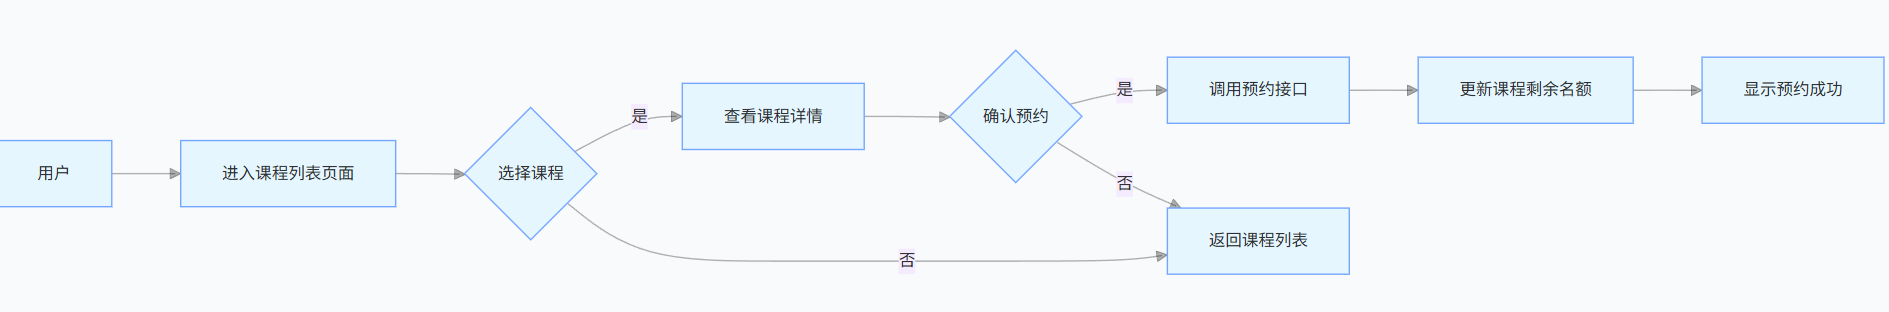 用户
进入课程列表页面
选择课程
是
查看课程详情
确认预约
是
调用预约接口
更新课程剩余名额
显示预约成功
否
返回课程列表
否